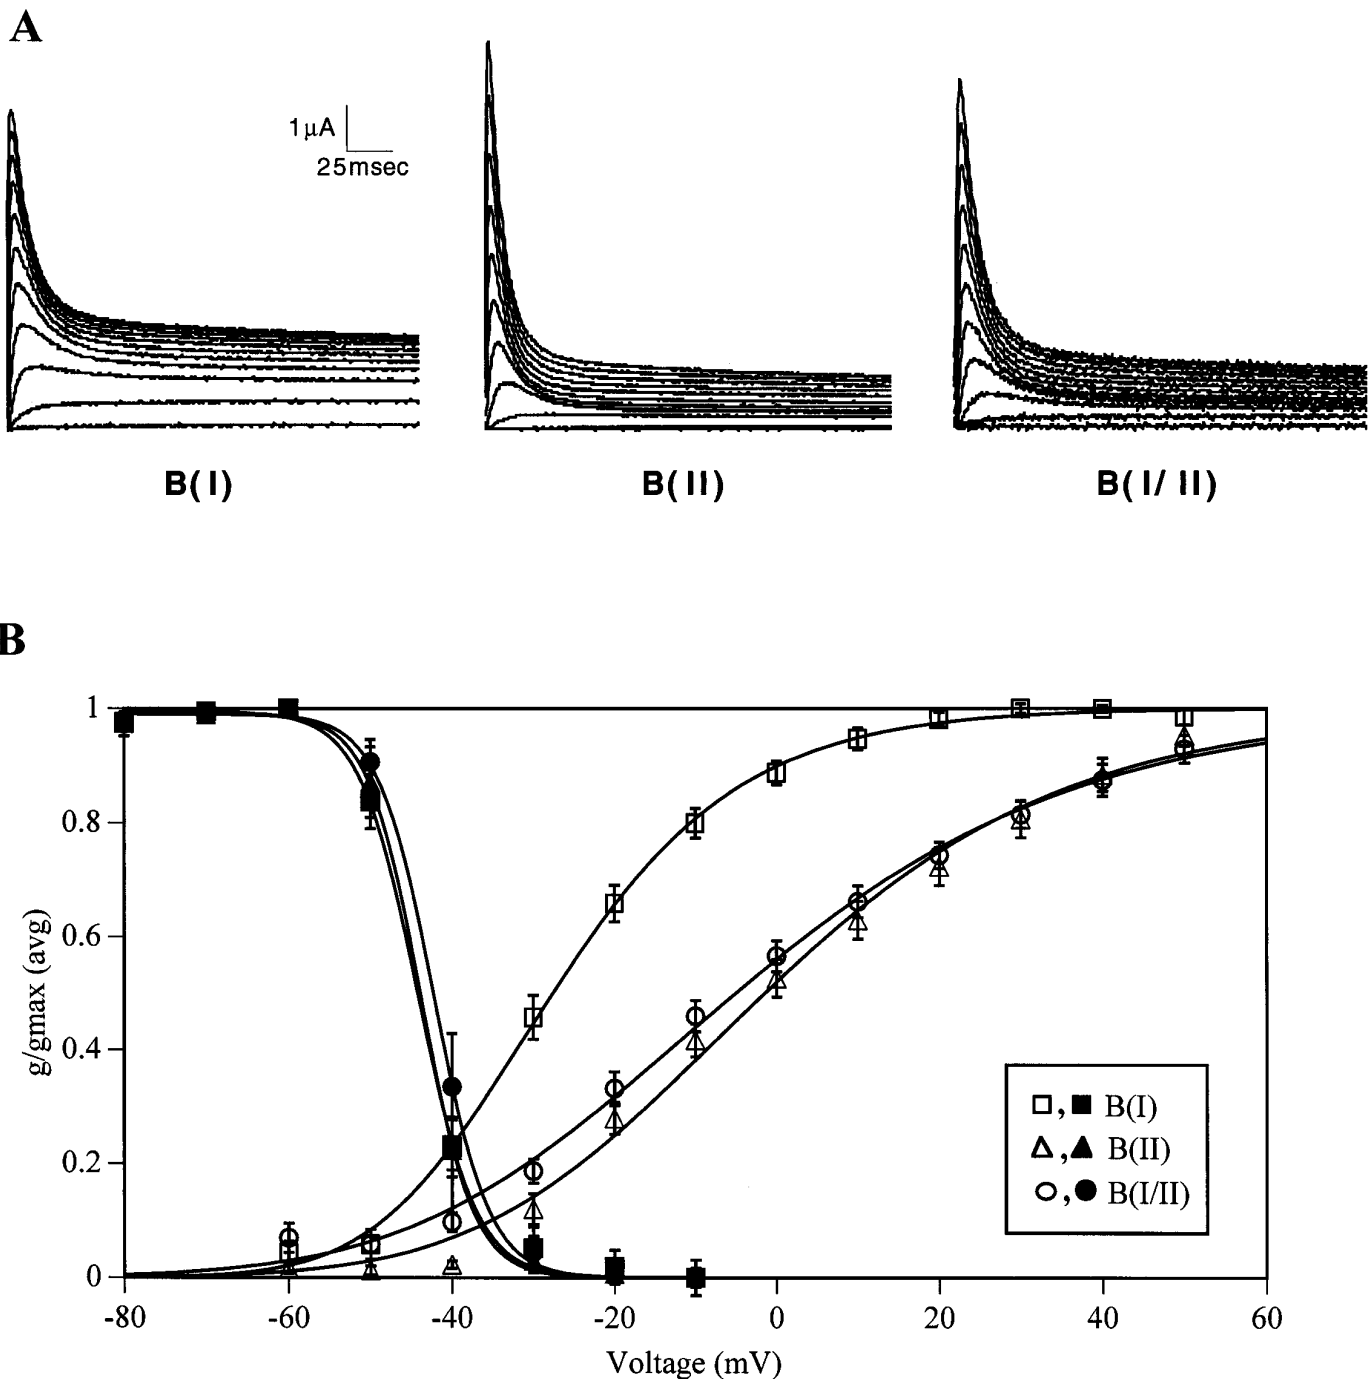 A
1µA
25msec
B(I)
B(II)
B(I/ II)
B
1
0.8
0.6
0.4
0.2
0
g/gmax (avg)
-80
-60
-40
-20
0
20
40
60
Voltage (mV)
□,■ B(I)
△,▲ B(II)
○,● B(I/II)